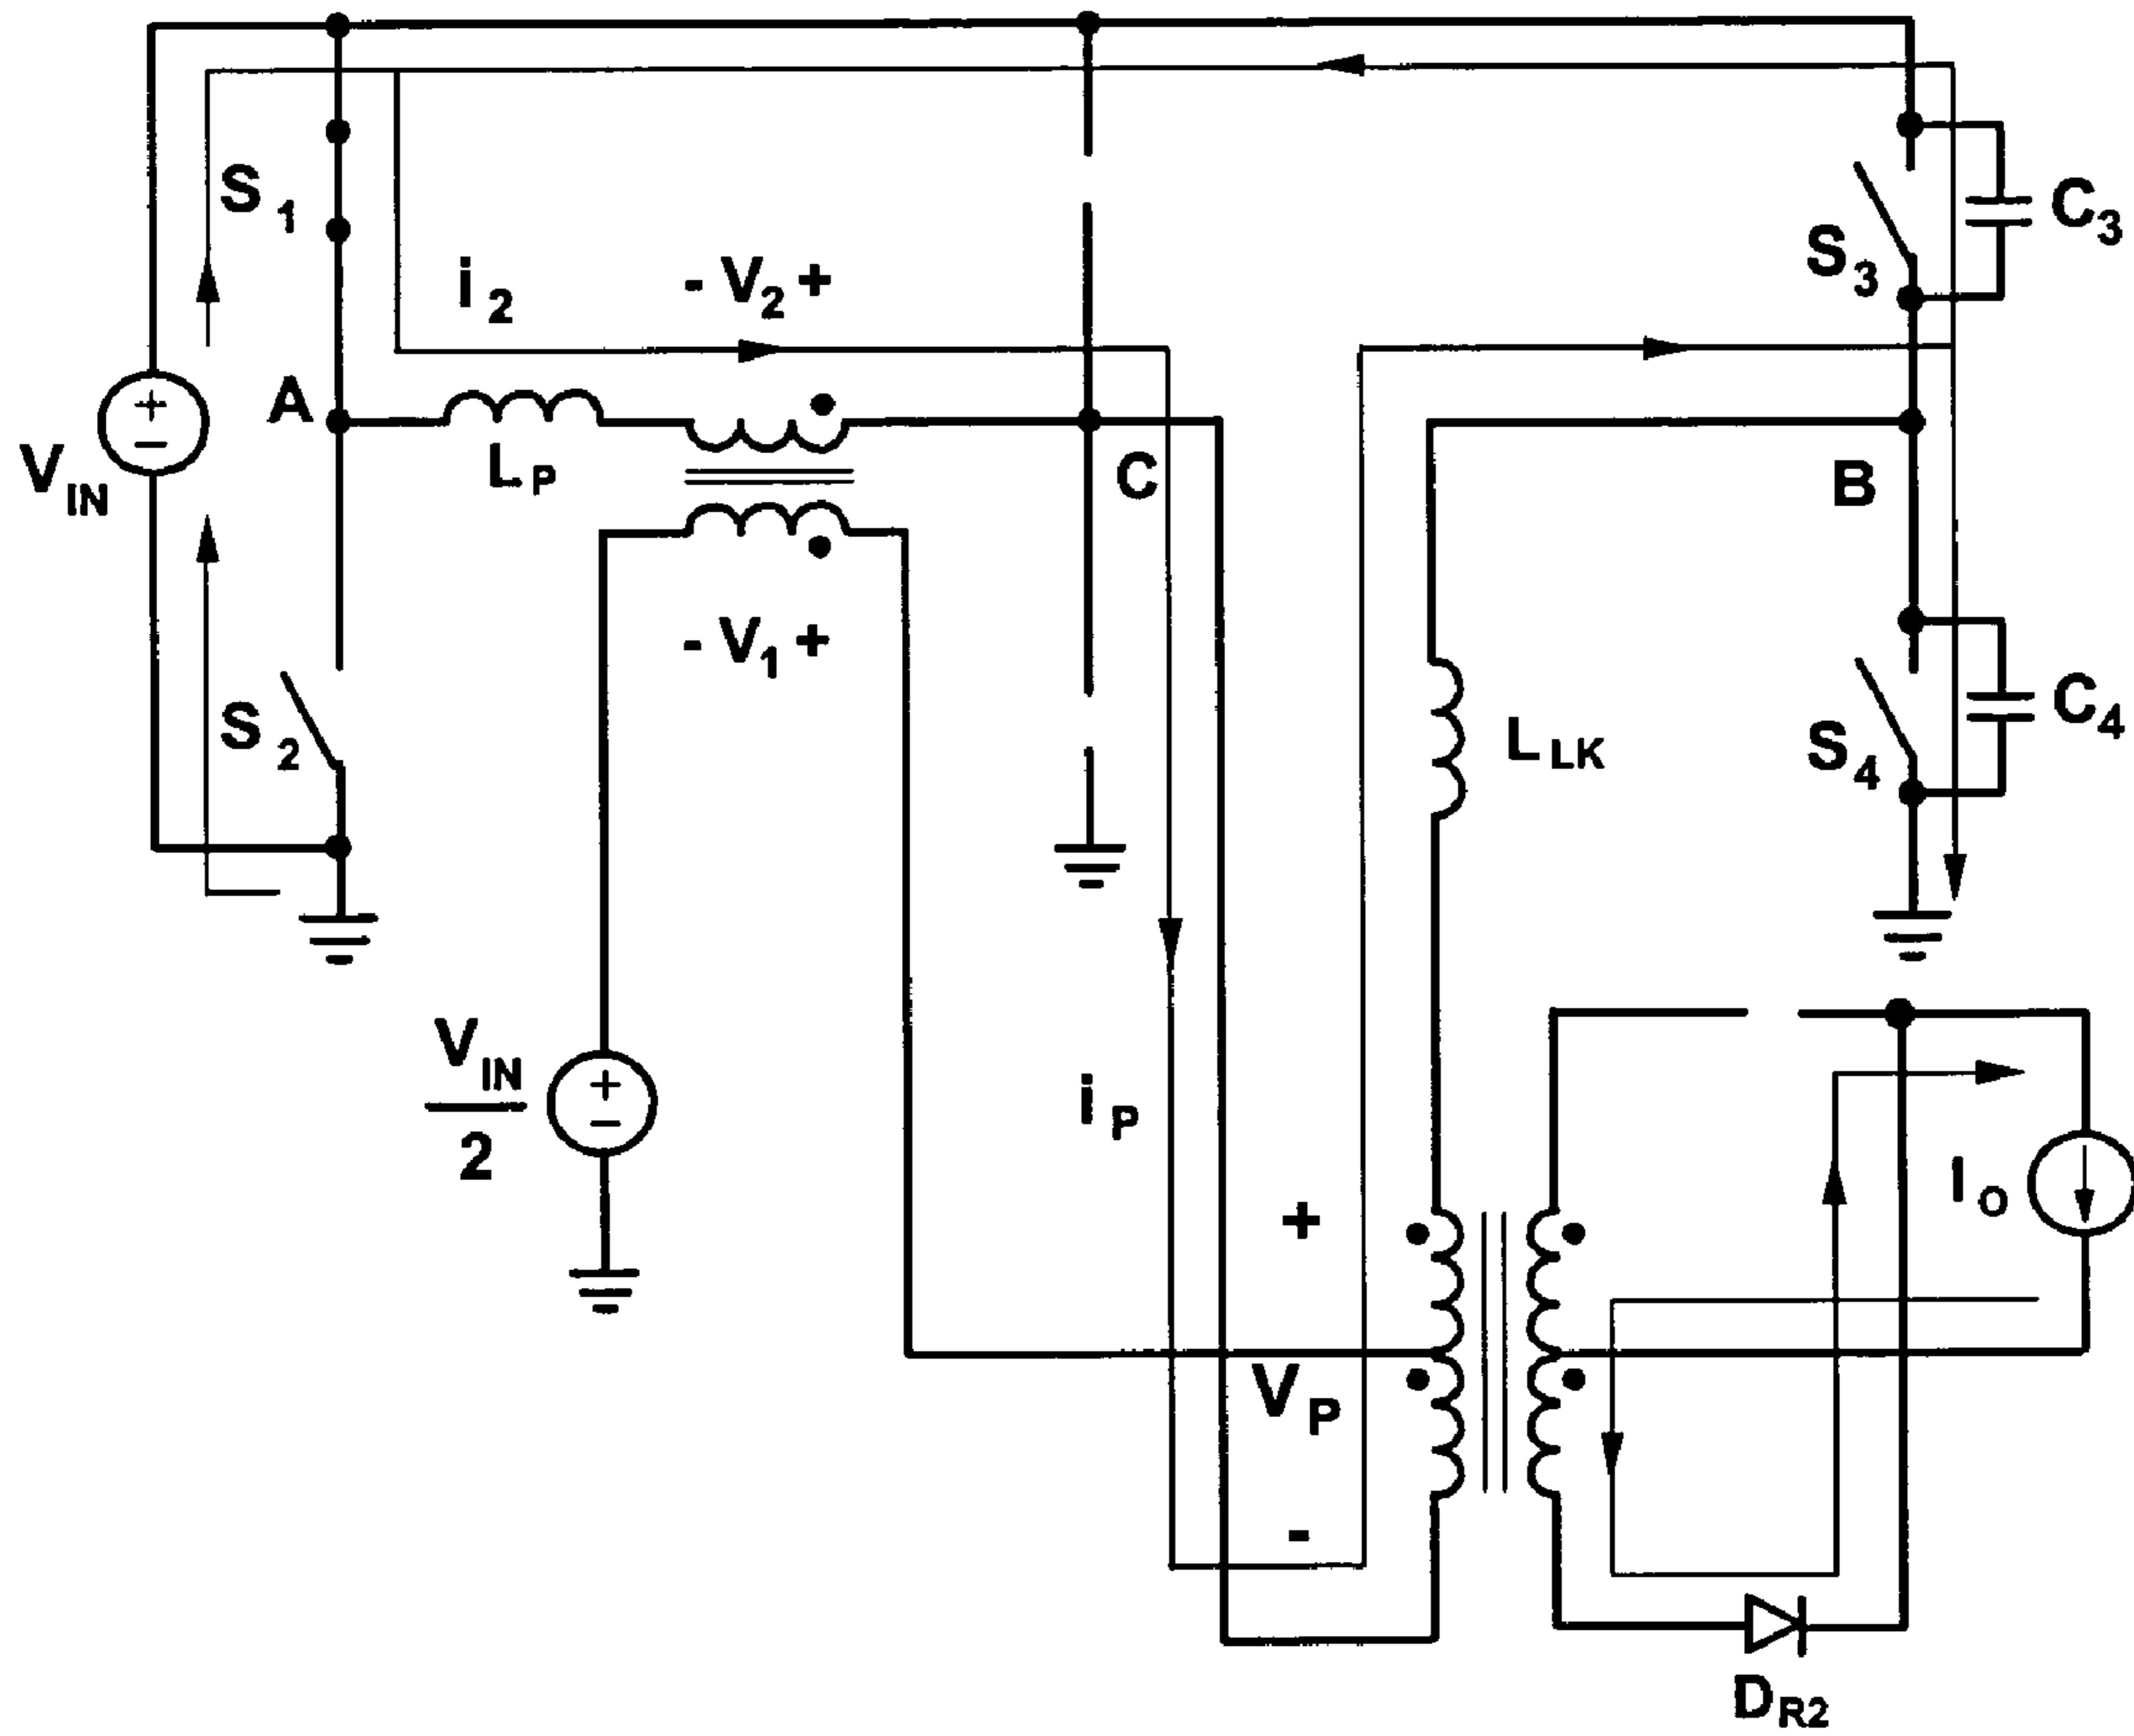 S1
C3
S3
i2
- V2 +
A
VIN
LP
C
B
- V1 +
S2
LLK
S4
C4
VIN
2
iP
+
IO
VP
-
DR2